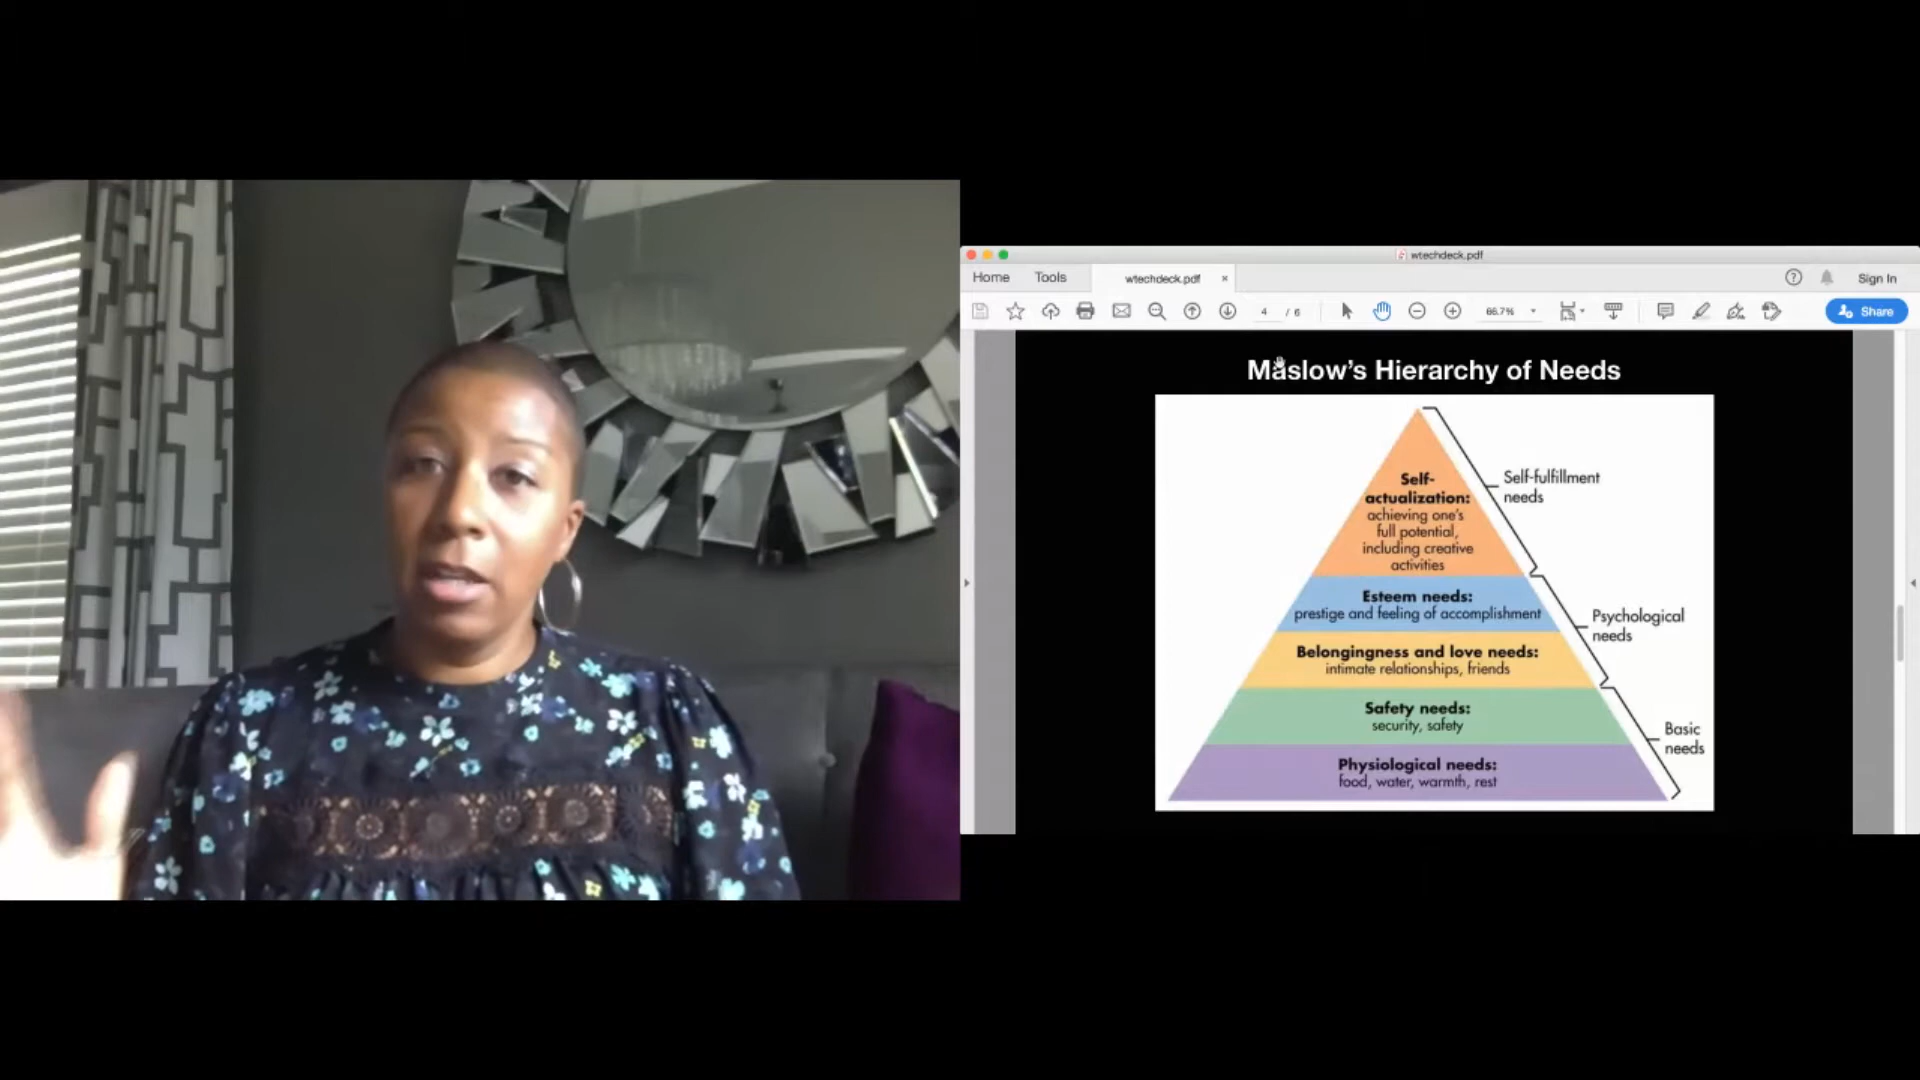 wtechdeck.pdf
Home
Tools
wtechdeck.pdf
Sign In
4 / 6
66.7%
Share
Maslow's Hierarchy of Needs
Self-
actualization:
achieving one's
full potential,
including creative
activities
Self-fulfillment
needs
Esteem needs:
prestige and feeling of accomplishment
Psychological
needs
Belongingness and love needs:
intimate relationships, friends
Safety needs:
security, safety
Basic
needs
Physiological needs:
food, water, warmth, rest